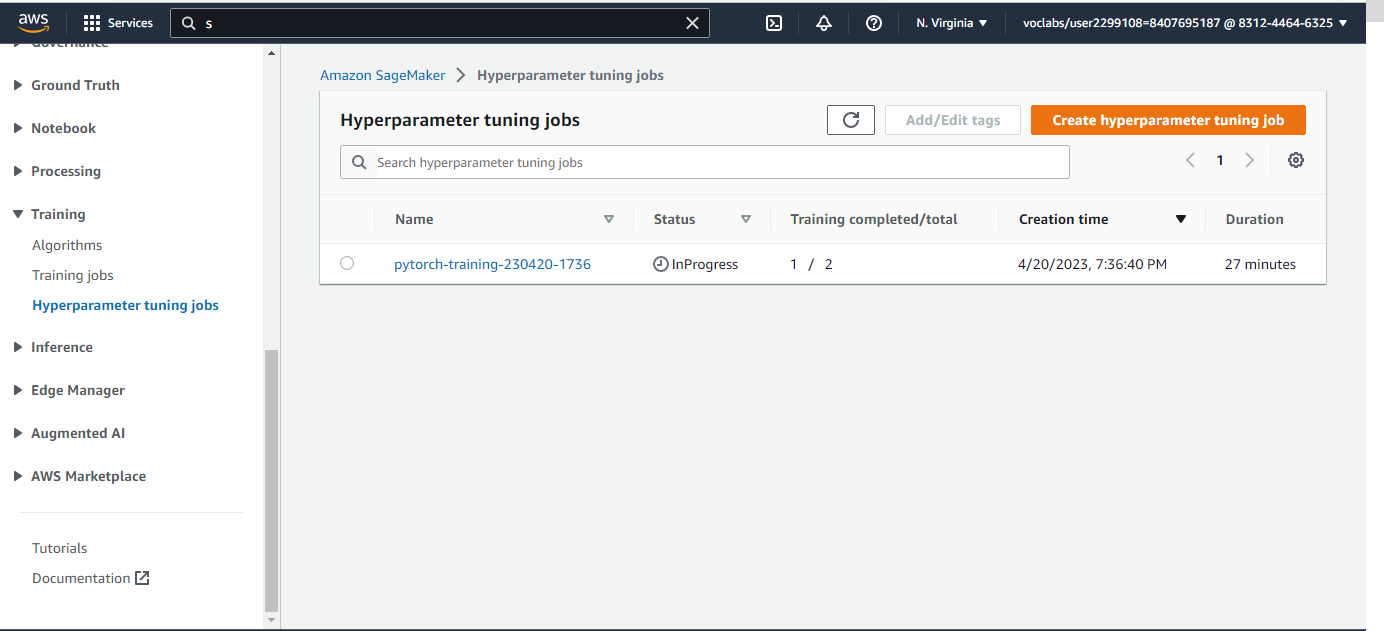 aws
Services
s
N. Virginia
voclabs/user2299108=8407695187 @ 8312-4464-6325
Governance
Ground Truth
Notebook
Processing
Training
Algorithms
Training jobs
Hyperparameter tuning jobs
Inference
Edge Manager
Augmented AI
AWS Marketplace
Tutorials
Documentation
Amazon SageMaker > Hyperparameter tuning jobs
Hyperparameter tuning jobs
Add/Edit tags
Create hyperparameter tuning job
Search hyperparameter tuning jobs
1
Name Status Training completed/total Creation time Duration
pytorch-training-230420-1736 InProgress 1 / 2 4/20/2023, 7:36:40 PM 27 minutes